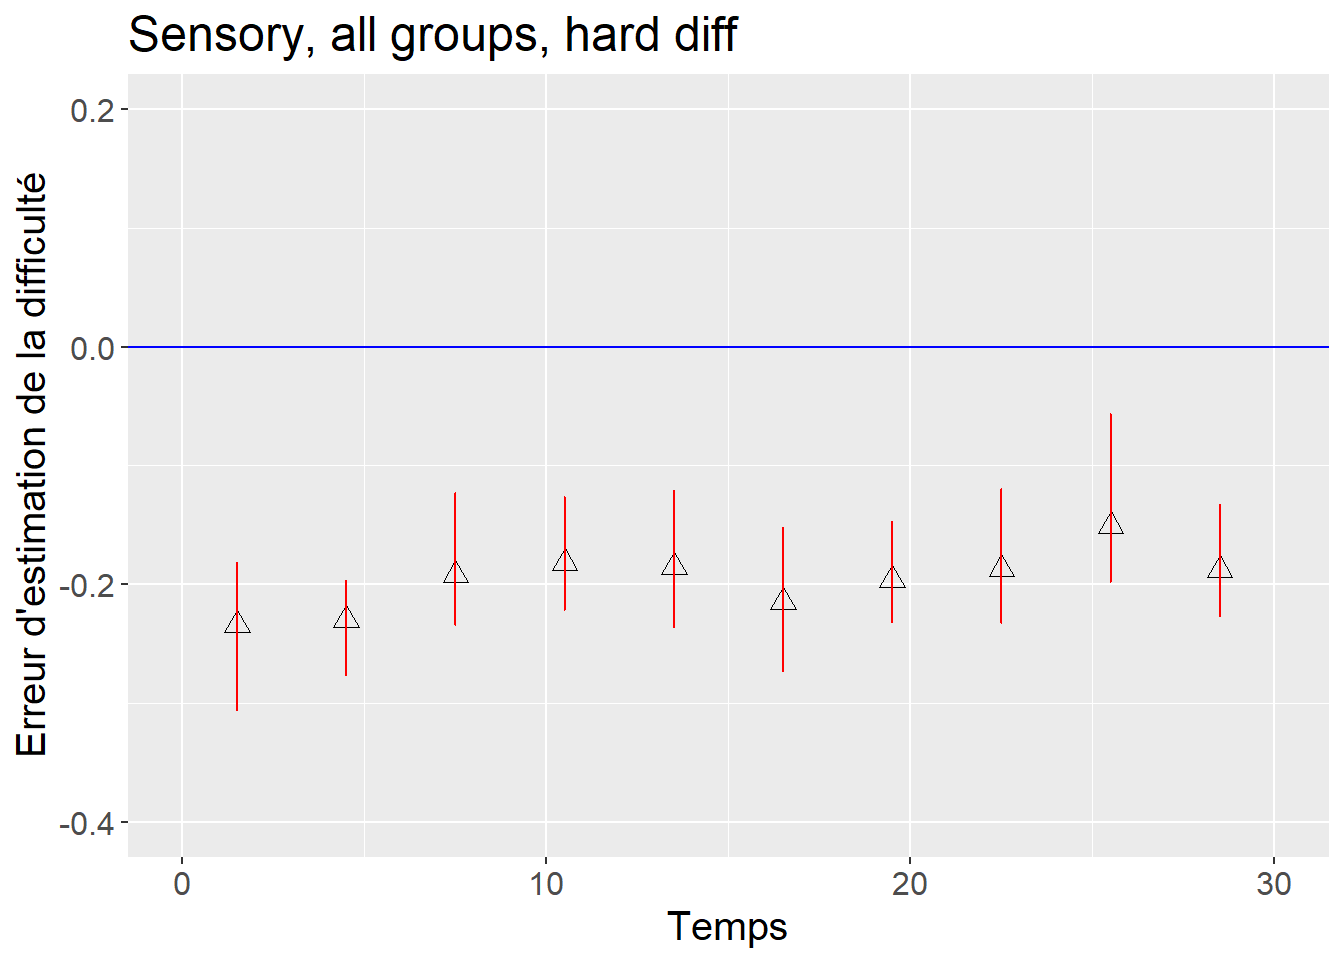 Sensory, all groups, hard diff
Erreur d'estimation de la difficulté
0.2
0.0
-0.2
-0.4
0
10
20
30
Temps